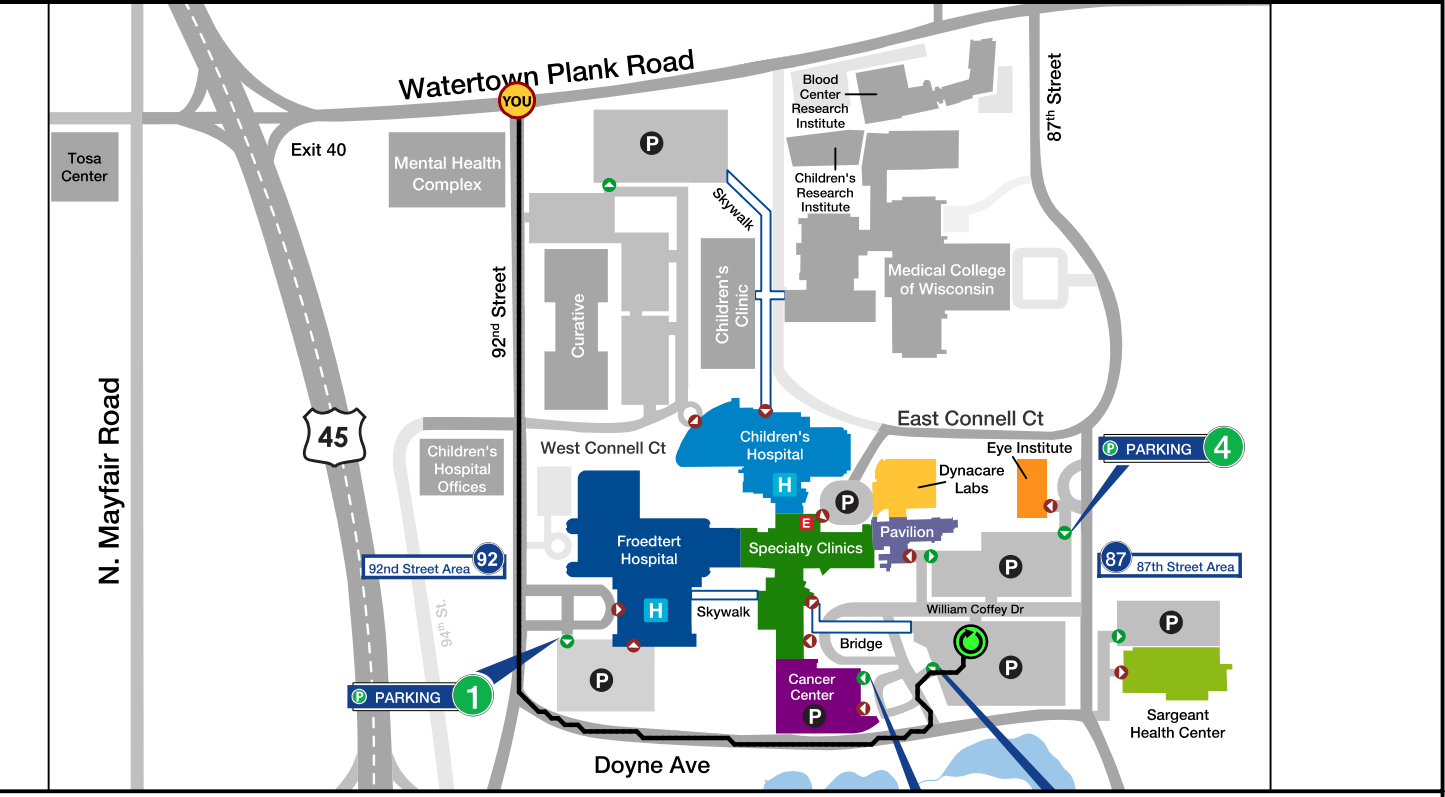 Watertown Plank Road
YOU
87th Street
Blood
Center
Research
Institute
P
Tosa
Center
Exit 40
Mental Health
Complex
Children's
Research
Institute
Skywalk
92nd Street
Curative
Children's
Clinic
Medical College
of Wisconsin
N. Mayfair Road
45
East Connell Ct
West Connell Ct
Children's
Hospital
H
Children's
Hospital
Offices
Eye Institute
P PARKING 4
Dynacare
Labs
P
E
Pavilion
Froedtert
Hospital
Specialty Clinics
92nd Street Area 92
87 87th Street Area
P
H
Skywalk
94th St.
William Coffey Dr
Bridge
P
P
P
P PARKING 1
Cancer
Center
P
Sargeant
Health Center
Doyne Ave